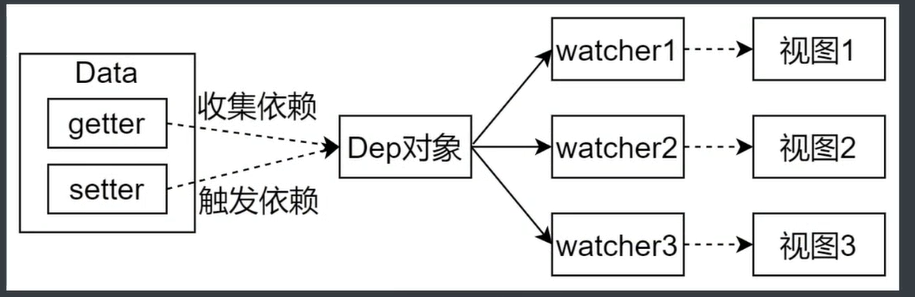 Data
getter
setter
收集依赖
触发依赖
Dep对象
watcher1
视图1
watcher2
视图2
watcher3
视图3